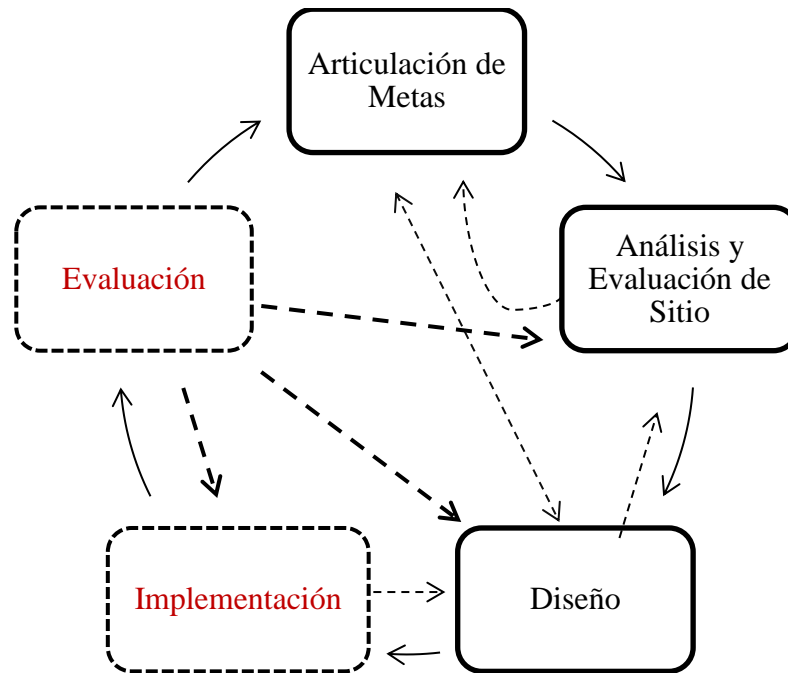 Articulación de
Metas
Análisis y
Evaluación de
Sitio
Evaluación
Implementación
Diseño